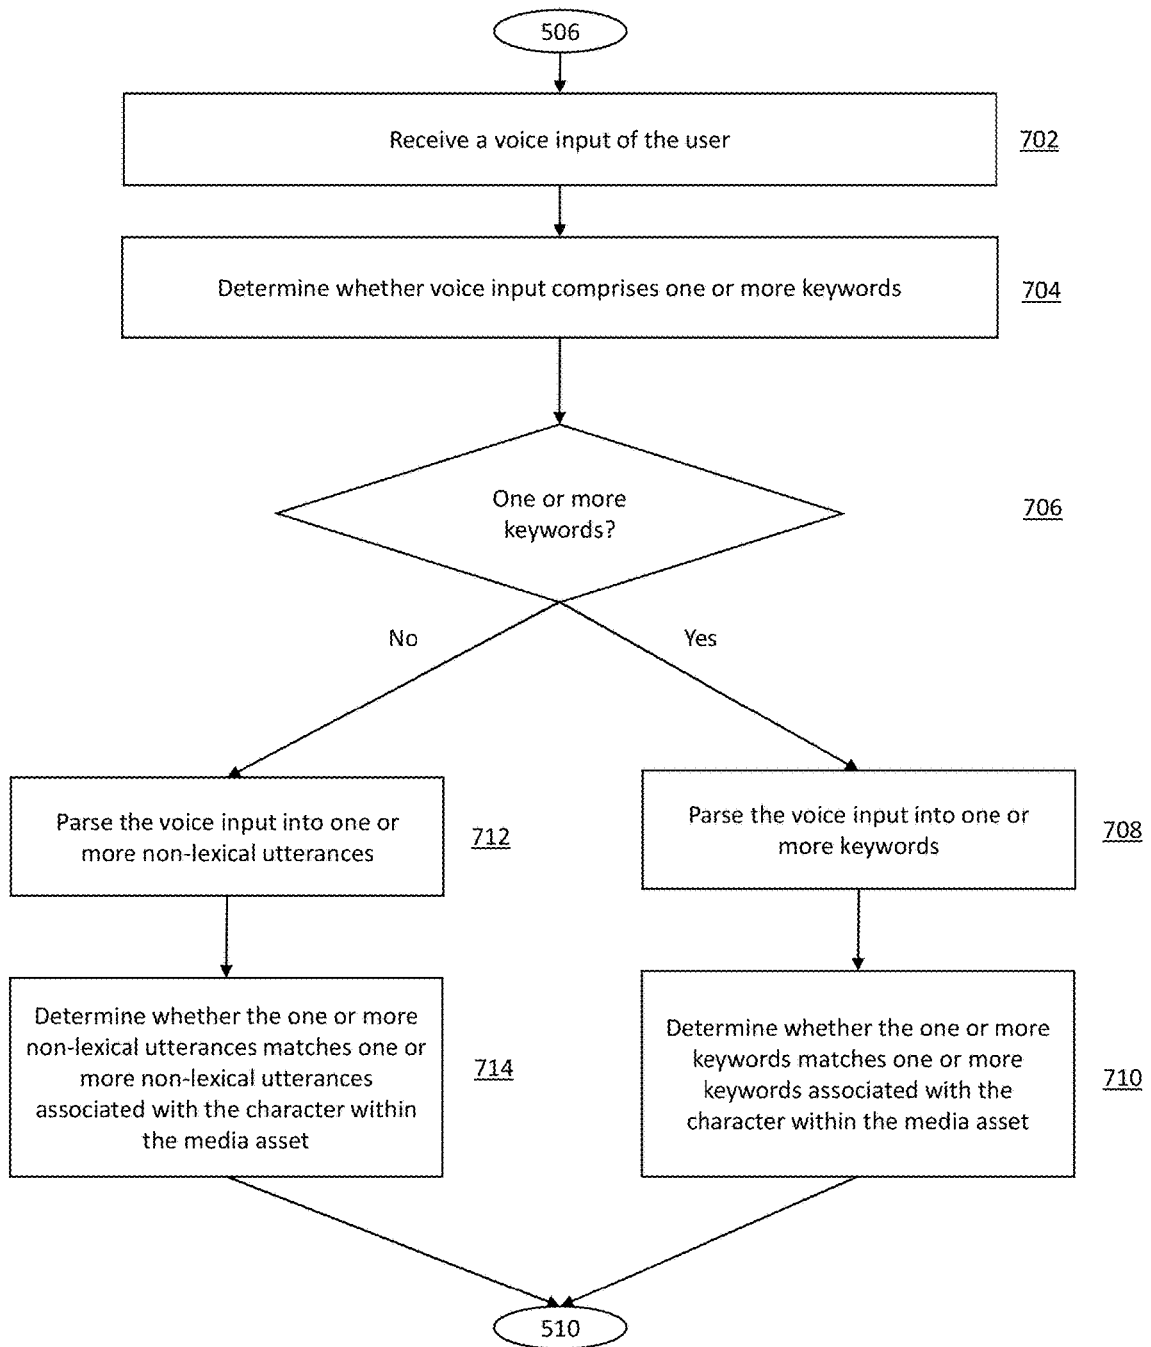 506
Receive a voice input of the user
702
Determine whether voice input comprises one or more keywords
704
One or more
keywords?
706
No
Yes
Parse the voice input into one or
more non-lexical utterances
712
Parse the voice input into one or
more keywords
708
Determine whether the one or more
non-lexical utterances matches one or
more non-lexical utterances
associated with the character within
the media asset
714
Determine whether the one or more
keywords matches one or more
keywords associated with the
character within the media asset
710
510